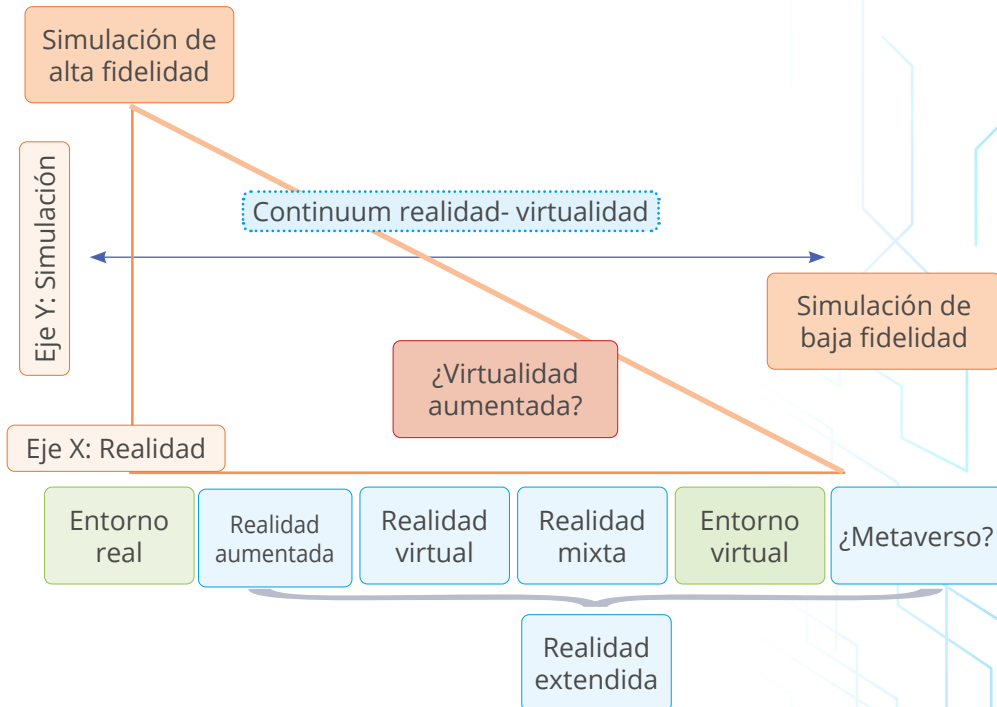 Simulación de
alta fidelidad
Eje Y: Simulación
Continuum realidad- virtualidad
Simulación de
baja fidelidad
¿Virtualidad
aumentada?
Eje X: Realidad
Entorno
real
Realidad
aumentada
Realidad
virtual
Realidad
mixta
Entorno
virtual
¿Metaverso?
Realidad
extendida